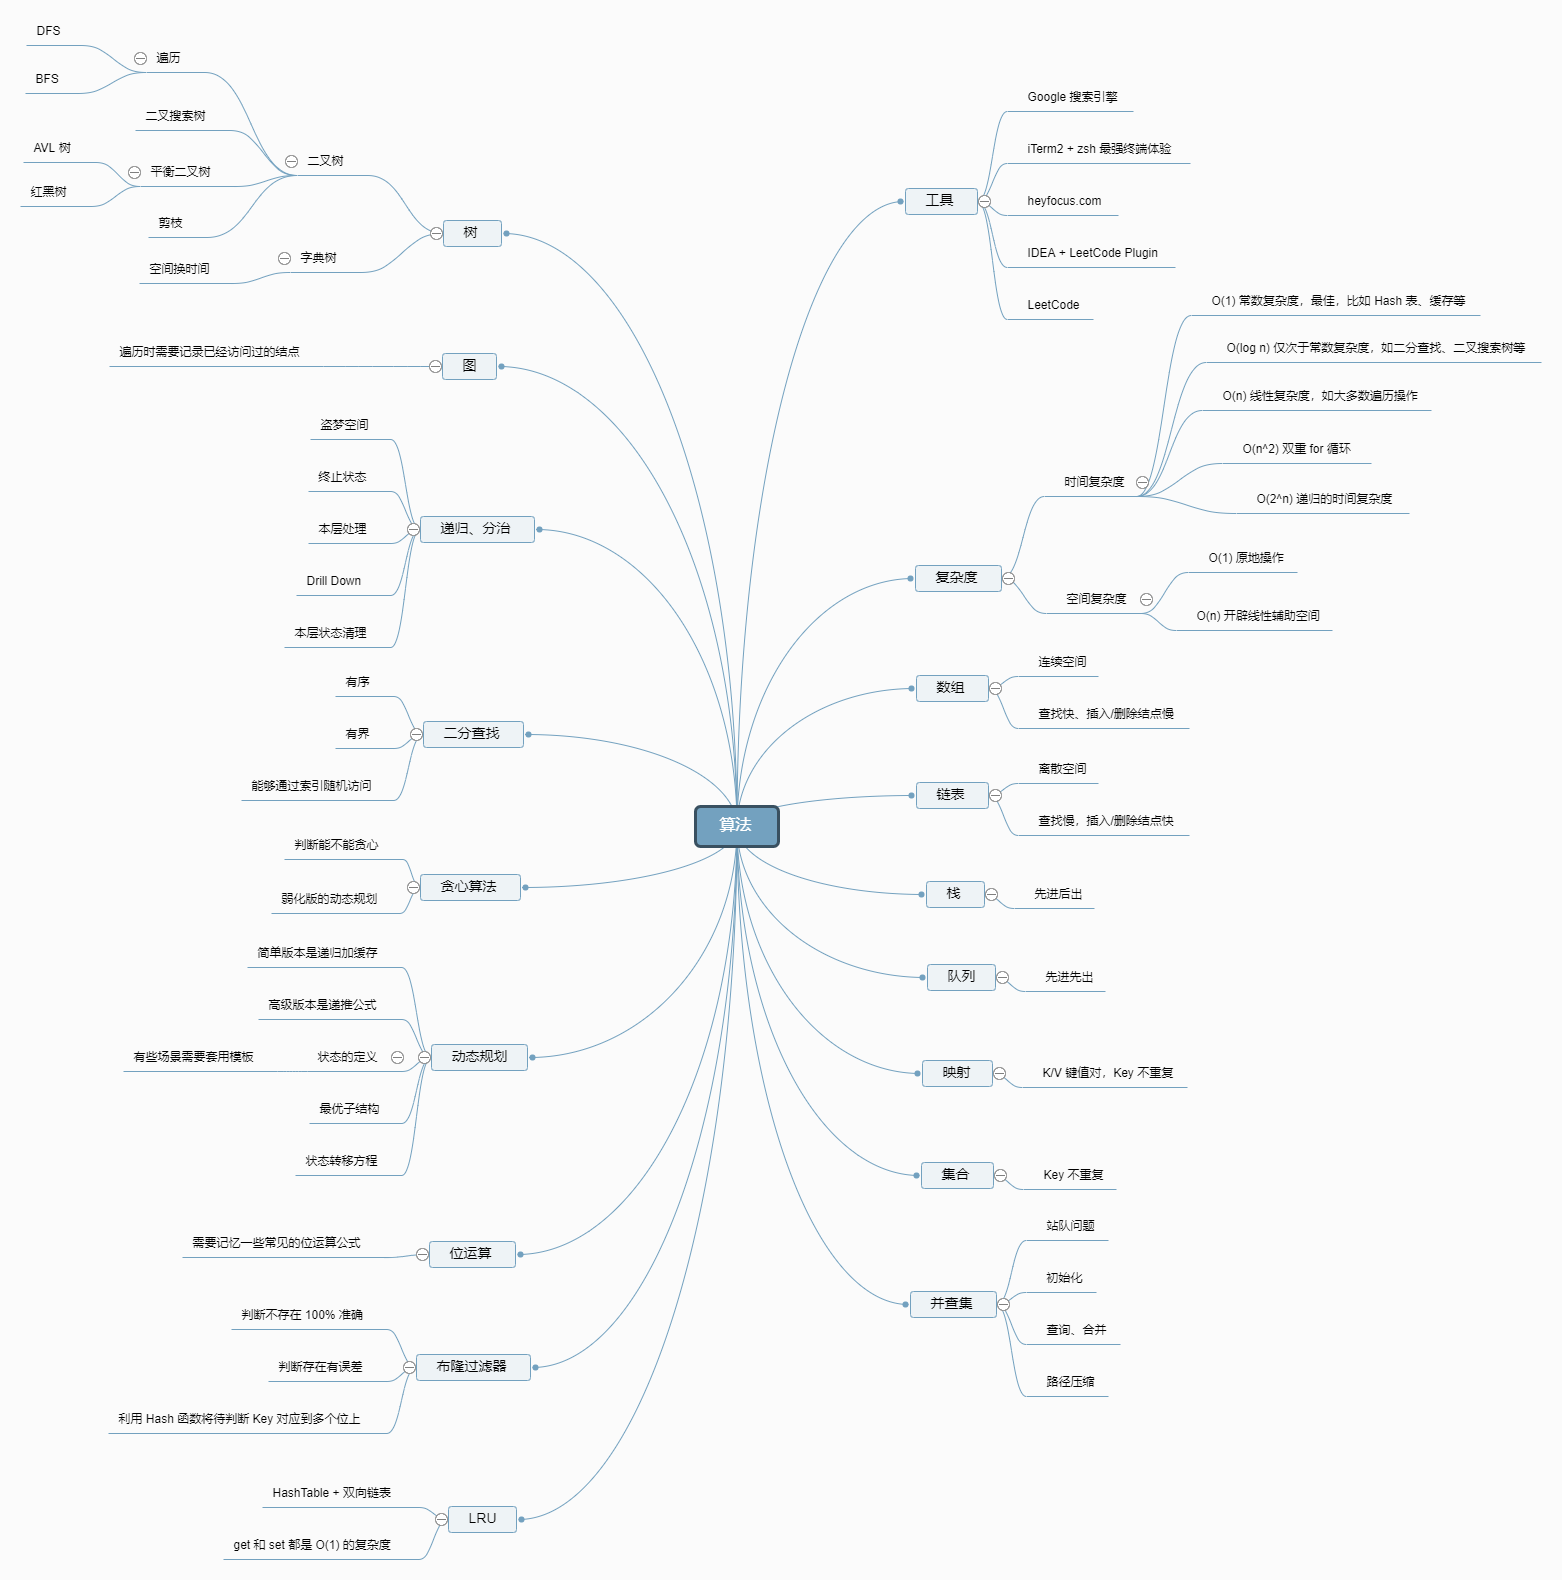 算法
工具
Google 搜索引擎
iTerm2 + zsh 最强终端体验
heyfocus.com
IDEA + LeetCode Plugin
LeetCode
复杂度
时间复杂度
O(1) 常数复杂度，最佳，比如 Hash 表、缓存等
O(log n) 仅次于常数复杂度，如二分查找、二叉搜索树等
O(n) 线性复杂度，如大多数遍历操作
O(n^2) 双重 for 循环
O(2^n) 递归的时间复杂度
空间复杂度
O(1) 原地操作
O(n) 开辟线性辅助空间
数组
连续空间
查找快、插入/删除结点慢
链表
离散空间
查找慢，插入/删除结点快
栈
先进后出
队列
先进先出
映射
K/V 键值对，Key 不重复
集合
Key 不重复
并查集
站队问题
初始化
查询、合并
路径压缩
树
二叉树
遍历
DFS
BFS
二叉搜索树
平衡二叉树
AVL 树
红黑树
剪枝
字典树
空间换时间
图
遍历时需要记录已经访问过的结点
递归、分治
盗梦空间
终止状态
本层处理
Drill Down
本层状态清理
二分查找
有序
有界
能够通过索引随机访问
贪心算法
判断能不能贪心
弱化版的动态规划
动态规划
简单版本是递归加缓存
高级版本是递推公式
状态的定义
有些场景需要套用模板
最优子结构
状态转移方程
位运算
需要记忆一些常见的位运算公式
布隆过滤器
判断不存在 100% 准确
判断存在有误差
利用 Hash 函数将待判断 Key 对应到多个位上
LRU
HashTable + 双向链表
get 和 set 都是 O(1) 的复杂度